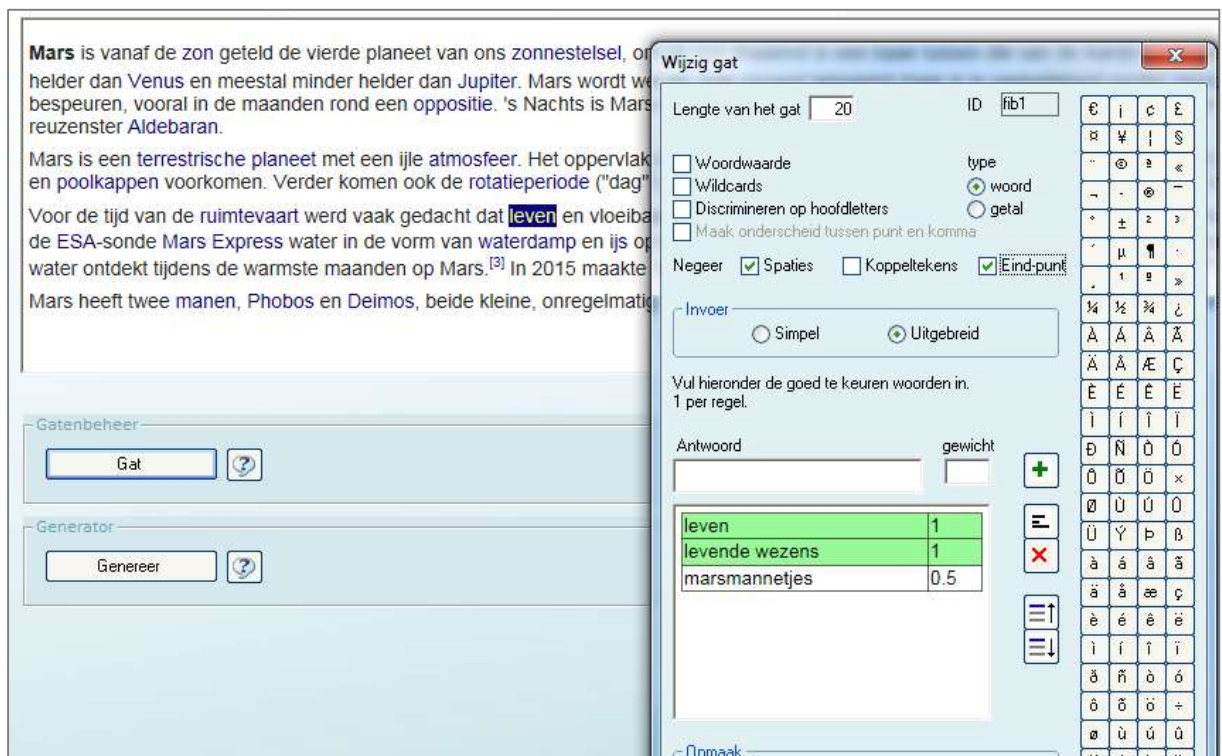 Mars is vanaf de zon geteld de vierde planeet van ons zonnestelsel, o
helder dan Venus en meestal minder helder dan Jupiter. Mars wordt we
bespeuren, vooral in de maanden rond een oppositie. 's Nachts is Mars
reuzenster Aldebaran.
Mars is een terrestrische planeet met een ijle atmosfeer. Het oppervlak
en poolkappen voorkomen. Verder komen ook de rotatieperiode ("dag"
Voor de tijd van de ruimtevaart werd vaak gedacht dat leven en vloeiba
de ESA-sonde Mars Express water in de vorm van waterdamp en ijs op
water ontdekt tijdens de warmste maanden op Mars.[3] In 2015 maakte
Mars heeft twee manen, Phobos en Deimos, beide kleine, onregelmatig
Gatenbeheer
Gat
Generator
Genereer
Wijzig gat
x
Lengte van het gat 20 ID fib1
Woordwaarde type
Wildcards woord
Discrimineren op hoofdletters getal
Maak onderscheid tussen punt en komma
Negeer Spaties Koppeltekens Eind-punt
Invoer
Simpel Uitgebreid
Vul hieronder de goed te keuren woorden in.
1 per regel.
Antwoord gewicht
leven 1
levende wezens 1
marsmannetjes 0.5
Opmaak
€ ¡ ¢ £
¤ ¥ ¦ §
¨ © ª «
¬ - ® ¯
° ± ² ³
´ µ ¶ ·
¸ ¹ º »
¼ ½ ¾ ¿
À Á Â Ã
Ä Å Æ Ç
È É Ê Ë
Ì Í Î Ï
Ð Ñ Ò Ó
Ô Õ Ö ×
Ø Ù Ú Û
Ü Ý Þ ß
à á â ã
ä å æ ç
è é ê ë
ì í î ï
ð ñ ò ó
ô õ ö ÷
ø ù ú û